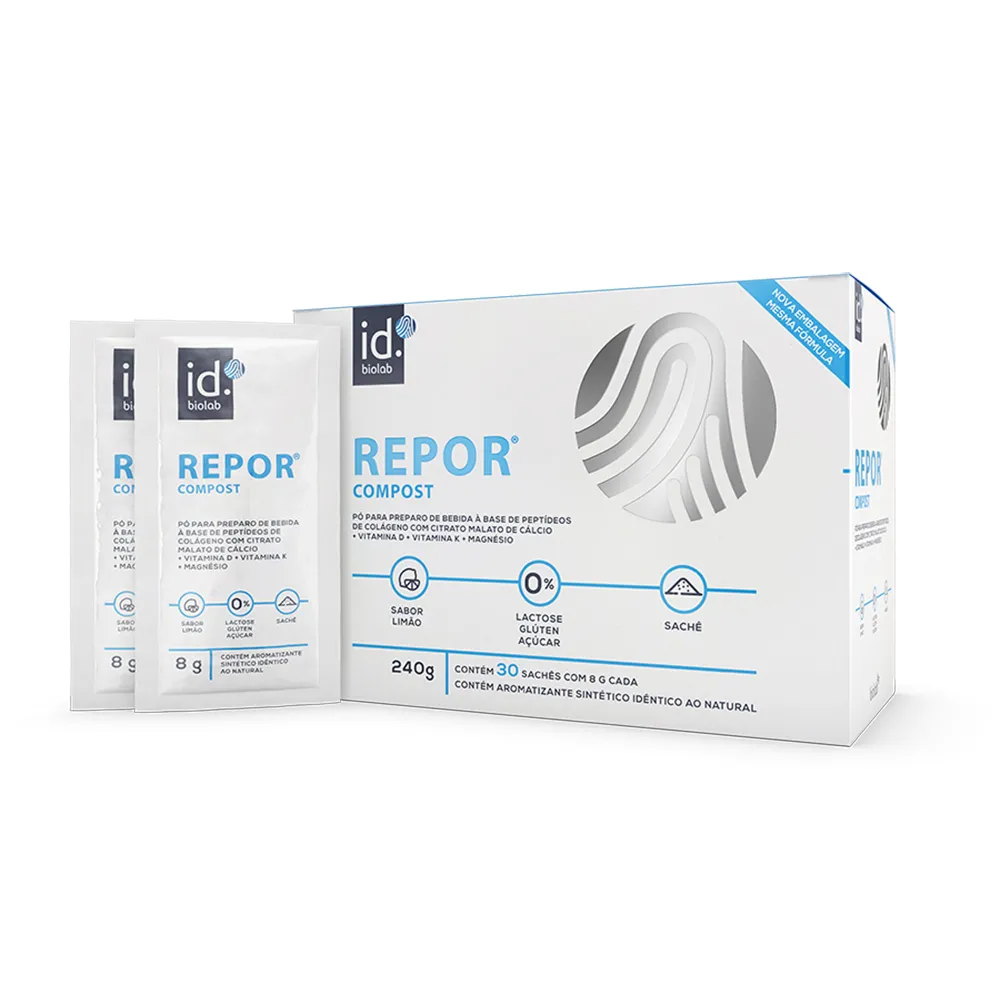 id.
biolab
REPOR®
COMPOST
PÓ PARA PREPARO DE BEBIDA
À BASE DE PEPTÍDEOS DE
COLÁGENO COM CITRATO
MALATO DE CÁLCIO
• VITAMINA D • VITAMINA K •
• MAGNÉSIO
SABOR
LIMÃO
0%
LACTOSE
GLÚTEN
AÇÚCAR
SACHÊ
8 g
CONTÉM AROMATIZANTE
SINTÉTICO IDÊNTICO
AO NATURAL
8 g
id.
biolab
NOVA EMBALAGEM
MESMA FÓRMULA
REPOR®
COMPOST
PÓ PARA PREPARO DE BEBIDA À BASE DE PEPTÍDEOS
DE COLÁGENO COM CITRATO MALATO DE CÁLCIO
+ VITAMINA D + VITAMINA K + MAGNÉSIO
SABOR
LIMÃO
0%
LACTOSE
GLÚTEN
AÇÚCAR
SACHÊ
240g
CONTÉM 30 SACHÊS COM 8 G CADA
CONTÉM AROMATIZANTE SINTÉTICO IDÊNTICO AO NATURAL
id.
REPOR
COMPOST
biolab